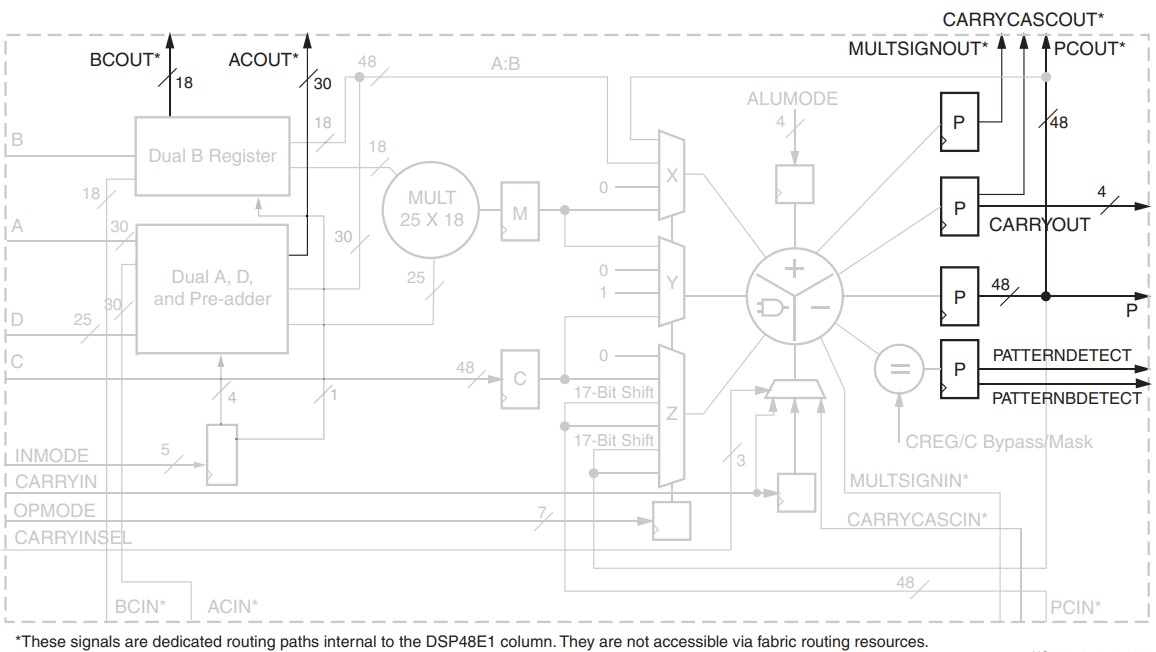 CARRYCASCOUT*
BCOUT* ACOUT* MULTSIGNOUT* PCOUT*
48 A:B
18 30 ALUMODE
4 P 48
B 18
Dual B Register 18
MULT
25 X 18
X
18 0
M P 4
A 30 CARRYOUT
30
Dual A, D,
and Pre-adder
25 0 Y
1
30 48 P
D 25 P
C PATTERNDETECT
0 = P
48 C 17-Bit Shift PATTERNBDETECT
4 1 Z
17-Bit Shift CREG/C Bypass/Mask
INMODE 5 3
CARRYIN MULTSIGNIN*
OPMODE 7 CARRYCASCIN*
CARRYINSEL
48
BCIN* ACIN* PCIN*
*These signals are dedicated routing paths internal to the DSP48E1 column. They are not accessible via fabric routing resources.